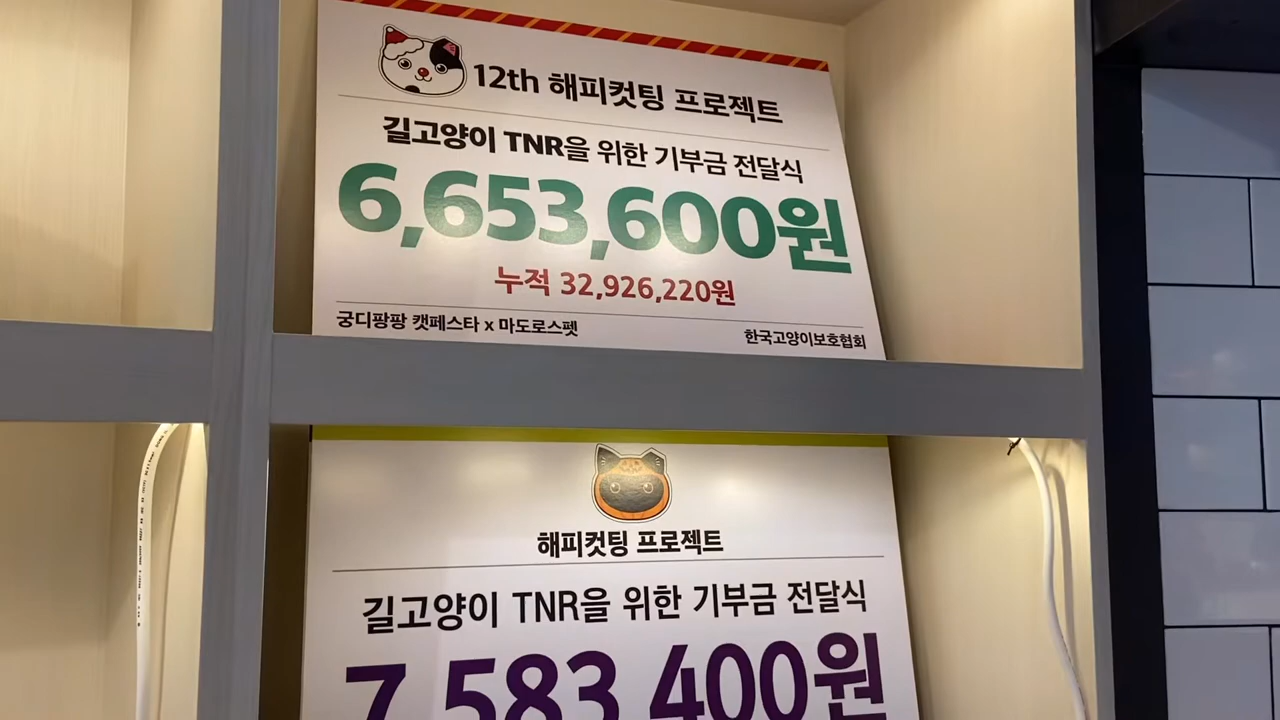 12th 해피컷팅 프로젝트
길고양이 TNR을 위한 기부금 전달식
6,653,600원
누적 32,926,220원
궁디팡팡 캣페스타 x 마도로스펫
한국고양이보호협회
해피컷팅 프로젝트
길고양이 TNR을 위한 기부금 전달식
7,583,400원